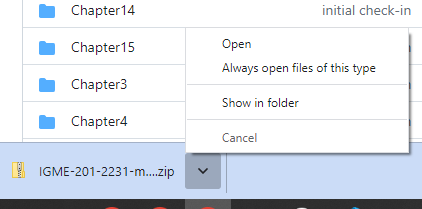 Chapter14 initial check-in
Chapter15
Open
Always open files of this type
Chapter3
Show in folder
Chapter4
Cancel
IGME-201-2231-m....zip